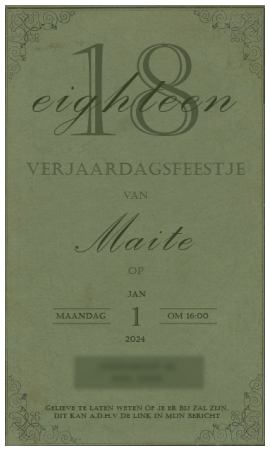 18
eighteen
VERJAARDAGSFEESTJE
VAN
Maite
OP
JAN
MAANDAG 1 OM 16:00
2024
GELIEVE TE LATEN WETEN OF JE ER BIJ ZAL ZIJN,
DIT KAN A.D.H.V DE LINK IN MIJN BERICHT